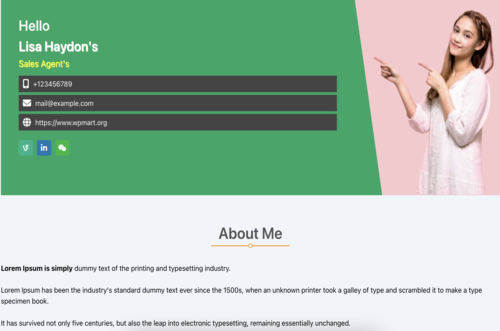 Hello
Lisa Haydon's
Sales Agent's
+123456789
mail@example.com
https://www.wpmart.org
in
About Me
Lorem Ipsum is simply dummy text of the printing and typesetting industry.
Lorem Ipsum has been the industry's standard dummy text ever since the 1500s, when an unknown printer took a galley of type and scrambled it to make a type
specimen book.
It has survived not only five centuries, but also the leap into electronic typesetting, remaining essentially unchanged.